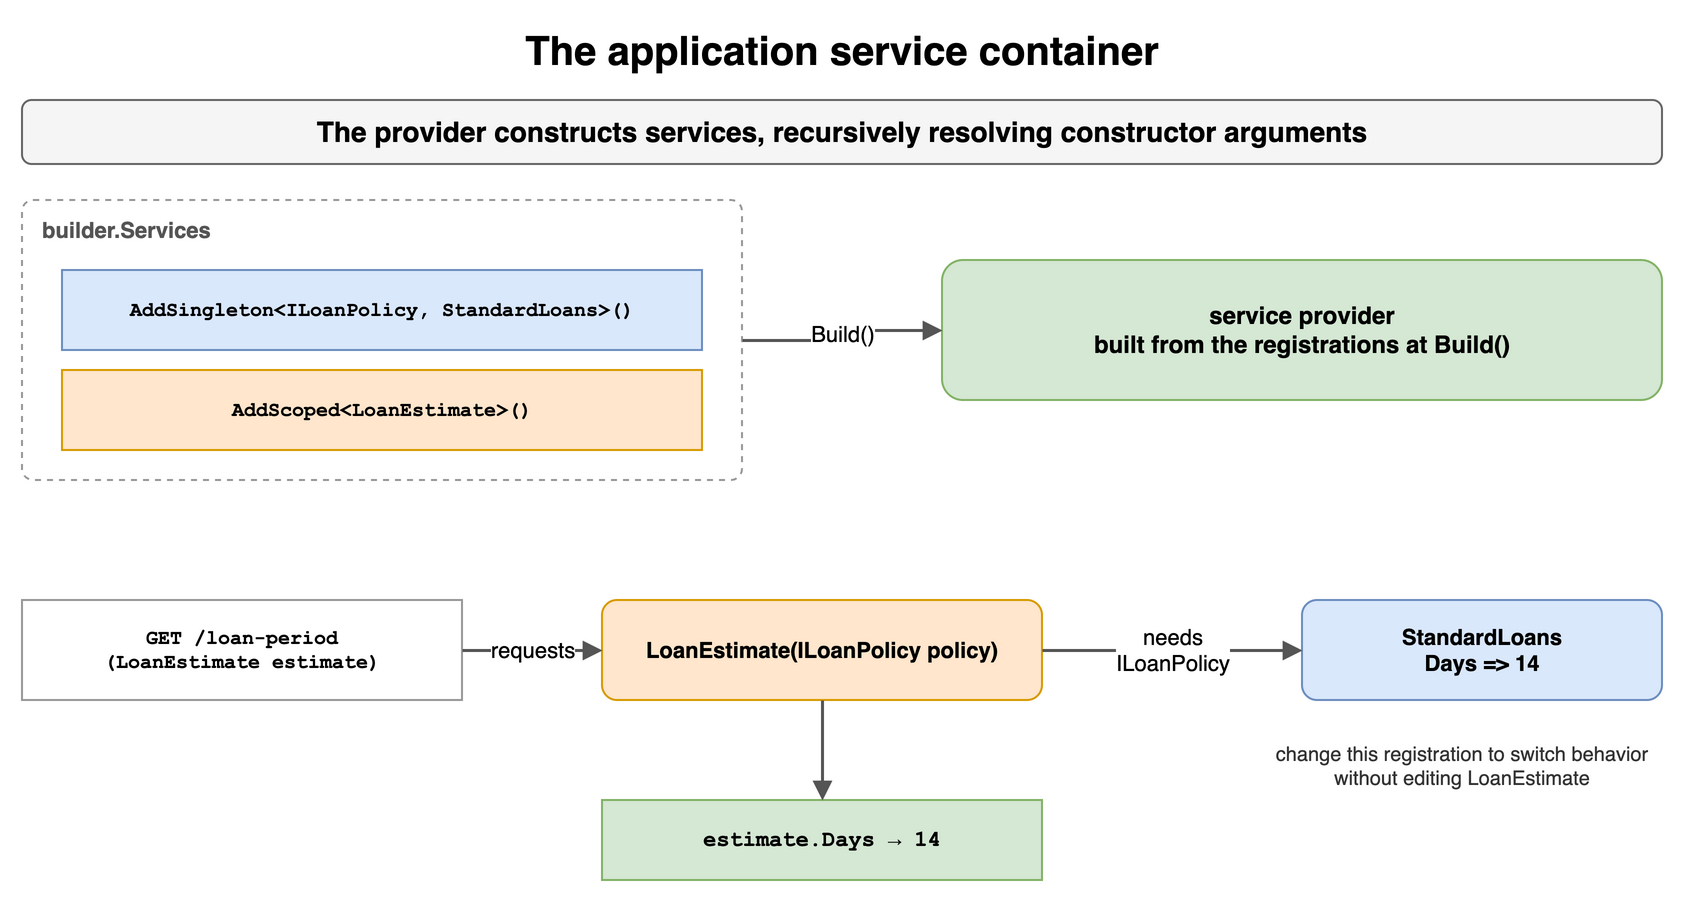 The application service container
The provider constructs services, recursively resolving constructor arguments
builder.Services
AddSingleton<ILoanPolicy, StandardLoans>()
AddScoped<LoanEstimate>()
Build()
service provider
built from the registrations at Build()
GET /loan-period
(LoanEstimate estimate)
requests
LoanEstimate(ILoanPolicy policy)
needs
ILoanPolicy
StandardLoans
Days => 14
change this registration to switch behavior
without editing LoanEstimate
estimate.Days → 14